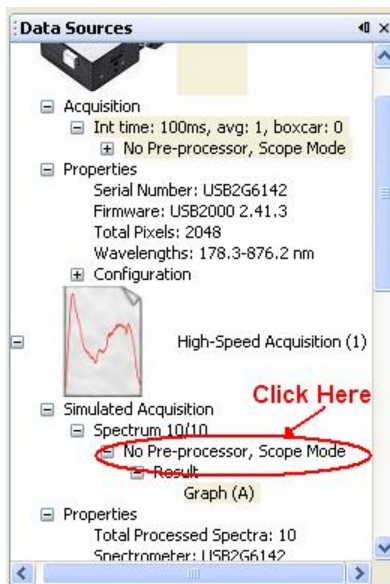 Data Sources
Acquisition
Int time: 100ms, avg: 1, boxcar: 0
No Pre-processor, Scope Mode
Properties
Serial Number: USB2G6142
Firmware: USB2000 2.41.3
Total Pixels: 2048
Wavelengths: 178.3-876.2 nm
Configuration
High-Speed Acquisition (1)
Click Here
Simulated Acquisition
Spectrum 10/10
No Pre-processor, Scope Mode
Result
Graph (A)
Properties
Total Processed Spectra: 10
Spectrometer: USB2G6142